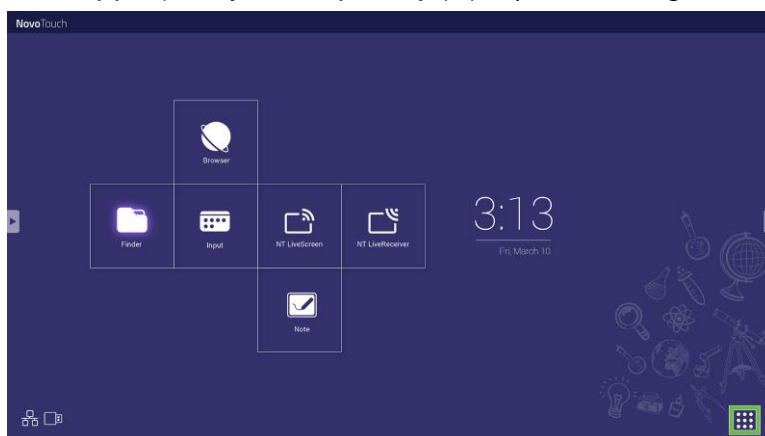 NovoTouch
Browser
Finder
Input
NT LiveScreen
NT LiveReceiver
Note
3:13
Fri, March 10